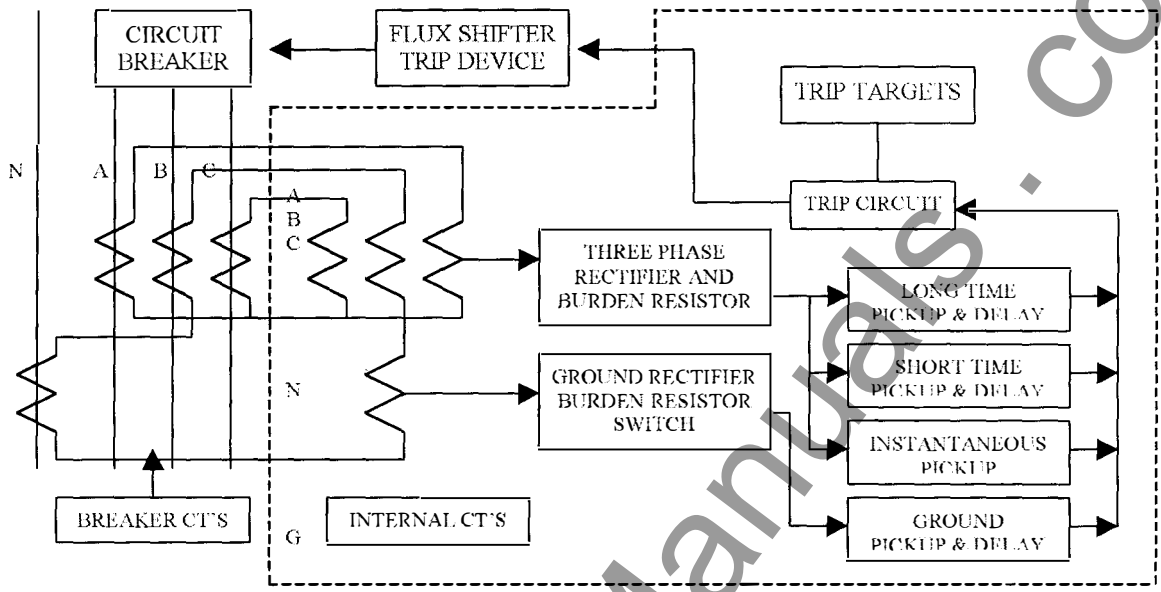 CIRCUIT
BREAKER
FLUX SHIFTER
TRIP DEVICE
TRIP TARGETS
N
A
B
C
TRIP CIRCUIT
A
B
C
THREE PHASE
RECTIFIER AND
BURDEN RESISTOR
LONG TIME
PICKUP & DELAY
SHORT TIME
PICKUP & DELAY
N
GROUND RECTIFIER
BURDEN RESISTOR
SWITCH
INSTANTANEOUS
PICKUP
BREAKER CT'S
G
INTERNAL CT'S
GROUND
PICKUP & DELAY
Manuals.co